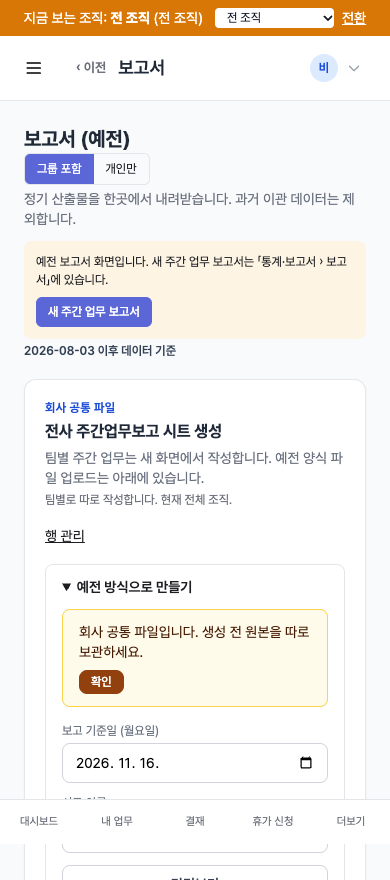 지금 보는 조직: 전 조직 (전 조직) 전 조직 전환
‹ 이전 보고서 비
보고서 (예전)
그룹 포함 개인만
정기 산출물을 한곳에서 내려받습니다. 과거 이관 데이터는 제
외합니다.
예전 보고서 화면입니다. 새 주간 업무 보고서는 「통계·보고서 › 보고
서」에 있습니다.
새 주간 업무 보고서
2026-08-03 이후 데이터 기준
회사 공통 파일
전사 주간업무보고 시트 생성
팀별 주간 업무는 새 화면에서 작성합니다. 예전 양식 파
일 업로드는 아래에 있습니다.
팀별로 따로 작성합니다. 현재 전체 조직.
행 관리
▼ 예전 방식으로 만들기
회사 공통 파일입니다. 생성 전 원본을 따로
보관하세요.
확인
보고 기준일 (월요일)
2026. 11. 16.
대시보드 내 업무 결재 휴가 신청 더보기